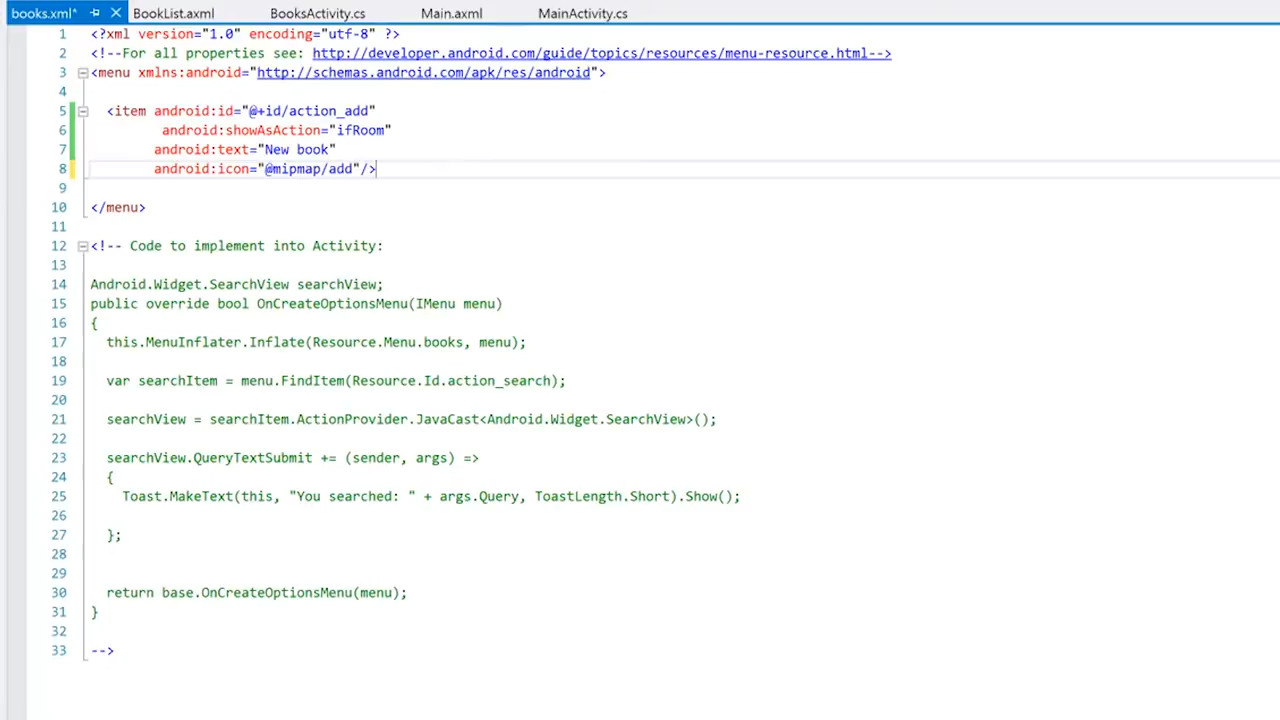 books.xml* BookList.axml BooksActivity.cs Main.axml MainActivity.cs
1 <?xml version="1.0" encoding="utf-8" ?>
2 <!--For all properties see: http://developer.android.com/guide/topics/resources/menu-resource.html-->
3 <menu xmlns:android="http://schemas.android.com/apk/res/android">
4
5 <item android:id="@+id/action_add"
6 android:showAsAction="ifRoom"
7 android:text="New book"
8 android:icon="@mipmap/add"/>
9
10 </menu>
11
12 <!-- Code to implement into Activity:
13
14 Android.Widget.SearchView searchView;
15 public override bool OnCreateOptionsMenu(IMenu menu)
16 {
17 this.MenuInflater.Inflate(Resource.Menu.books, menu);
18
19 var searchItem = menu.FindItem(Resource.Id.action_search);
20
21 searchView = searchItem.ActionProvider.JavaCast<Android.Widget.SearchView>();
22
23 searchView.QueryTextSubmit += (sender, args) =>
24 {
25 Toast.MakeText(this, "You searched: " + args.Query, ToastLength.Short).Show();
26
27 };
28
29
30 return base.OnCreateOptionsMenu(menu);
31 }
32
33 -->